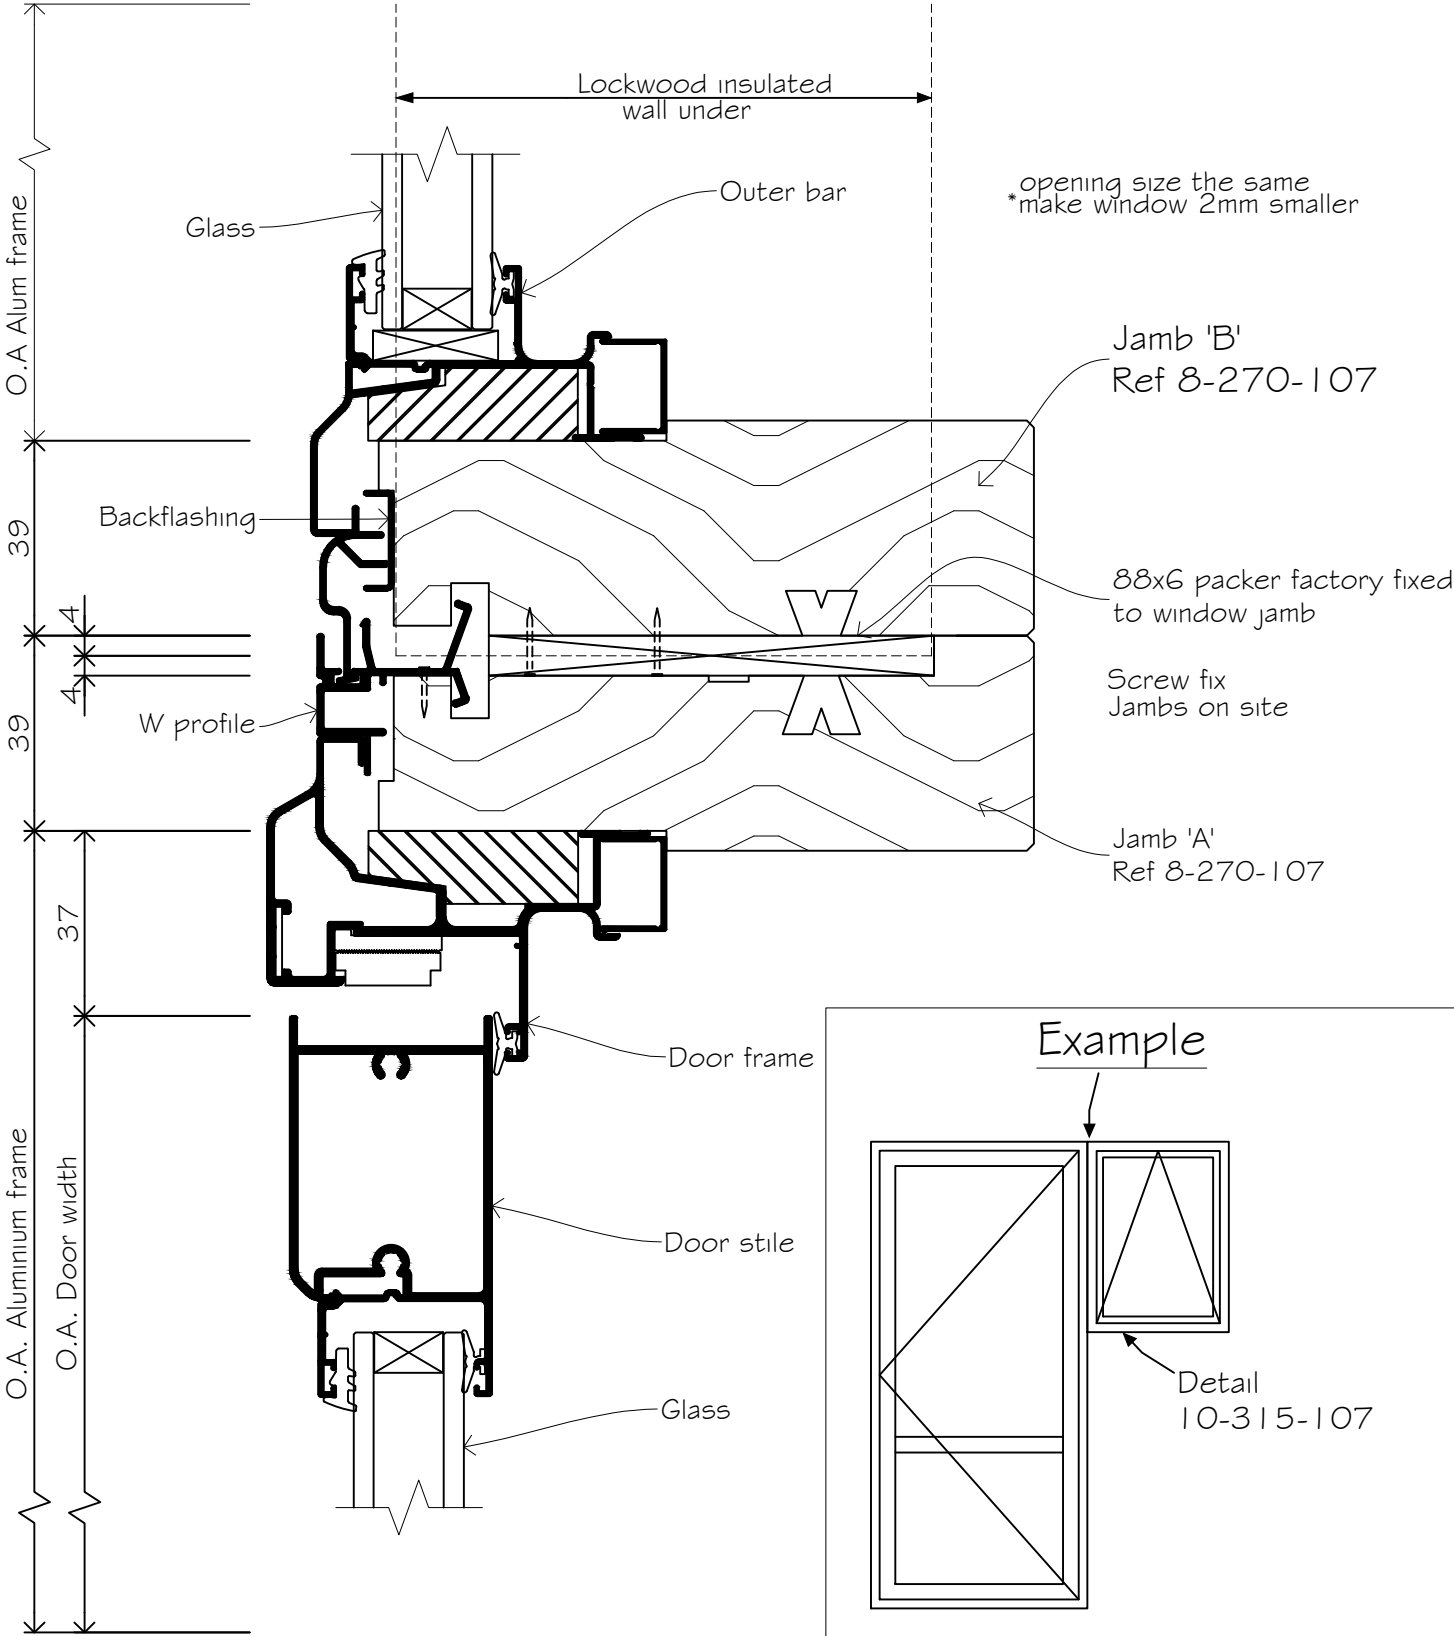 Lockwood insulated
wall under
Outer bar
opening size the same
*make window 2mm smaller
Glass
O.A Alum frame
Jamb 'B'
Ref 8-270-107
Backflashing
39
88x6 packer factory fixed
to window jamb
4
4
Screw fix
Jambs on site
W profile
39
Jamb 'A'
Ref 8-270-107
37
Door frame
Example
O.A. Aluminium frame
O.A. Door width
Door stile
Glass
Detail
10-315-107